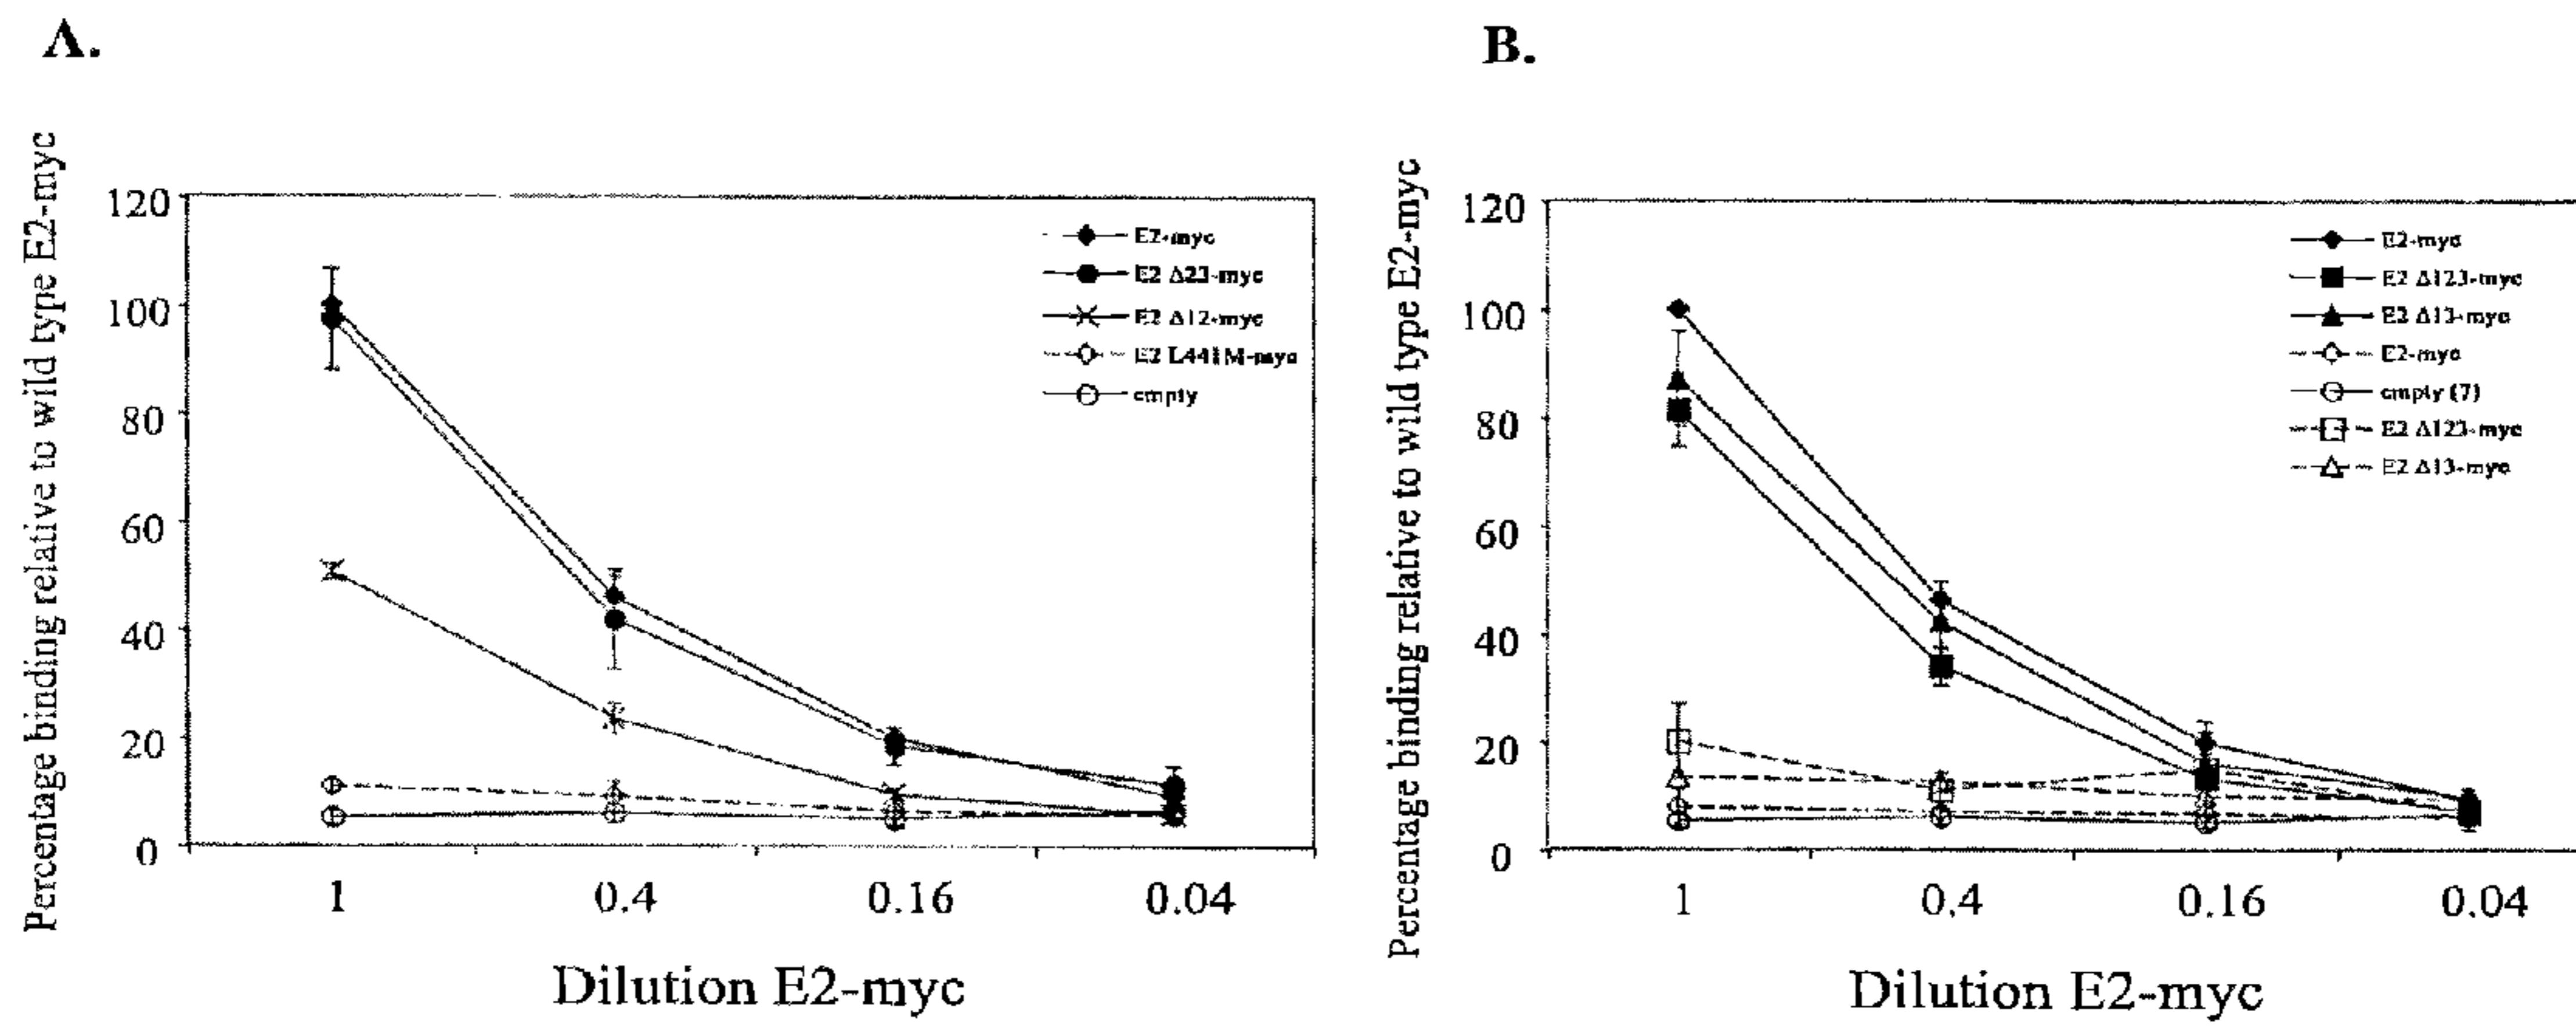 A.
Percentage binding relative to wild type E2-myc
120
100
80
60
40
20
0
1 0.4 0.16 0.04
Dilution E2-myc
E2-myc
E2 Δ23-myc
E2 Δ12-myc
E2 L441M-myc
empty
B.
Percentage binding relative to wild type E2-myc
120
100
80
60
40
20
0
1 0.4 0.16 0.04
Dilution E2-myc
E2-myc
E2 Δ123-myc
E2 Δ13-myc
E2-myc
empty (7)
E2 Δ123-myc
E2 Δ13-myc